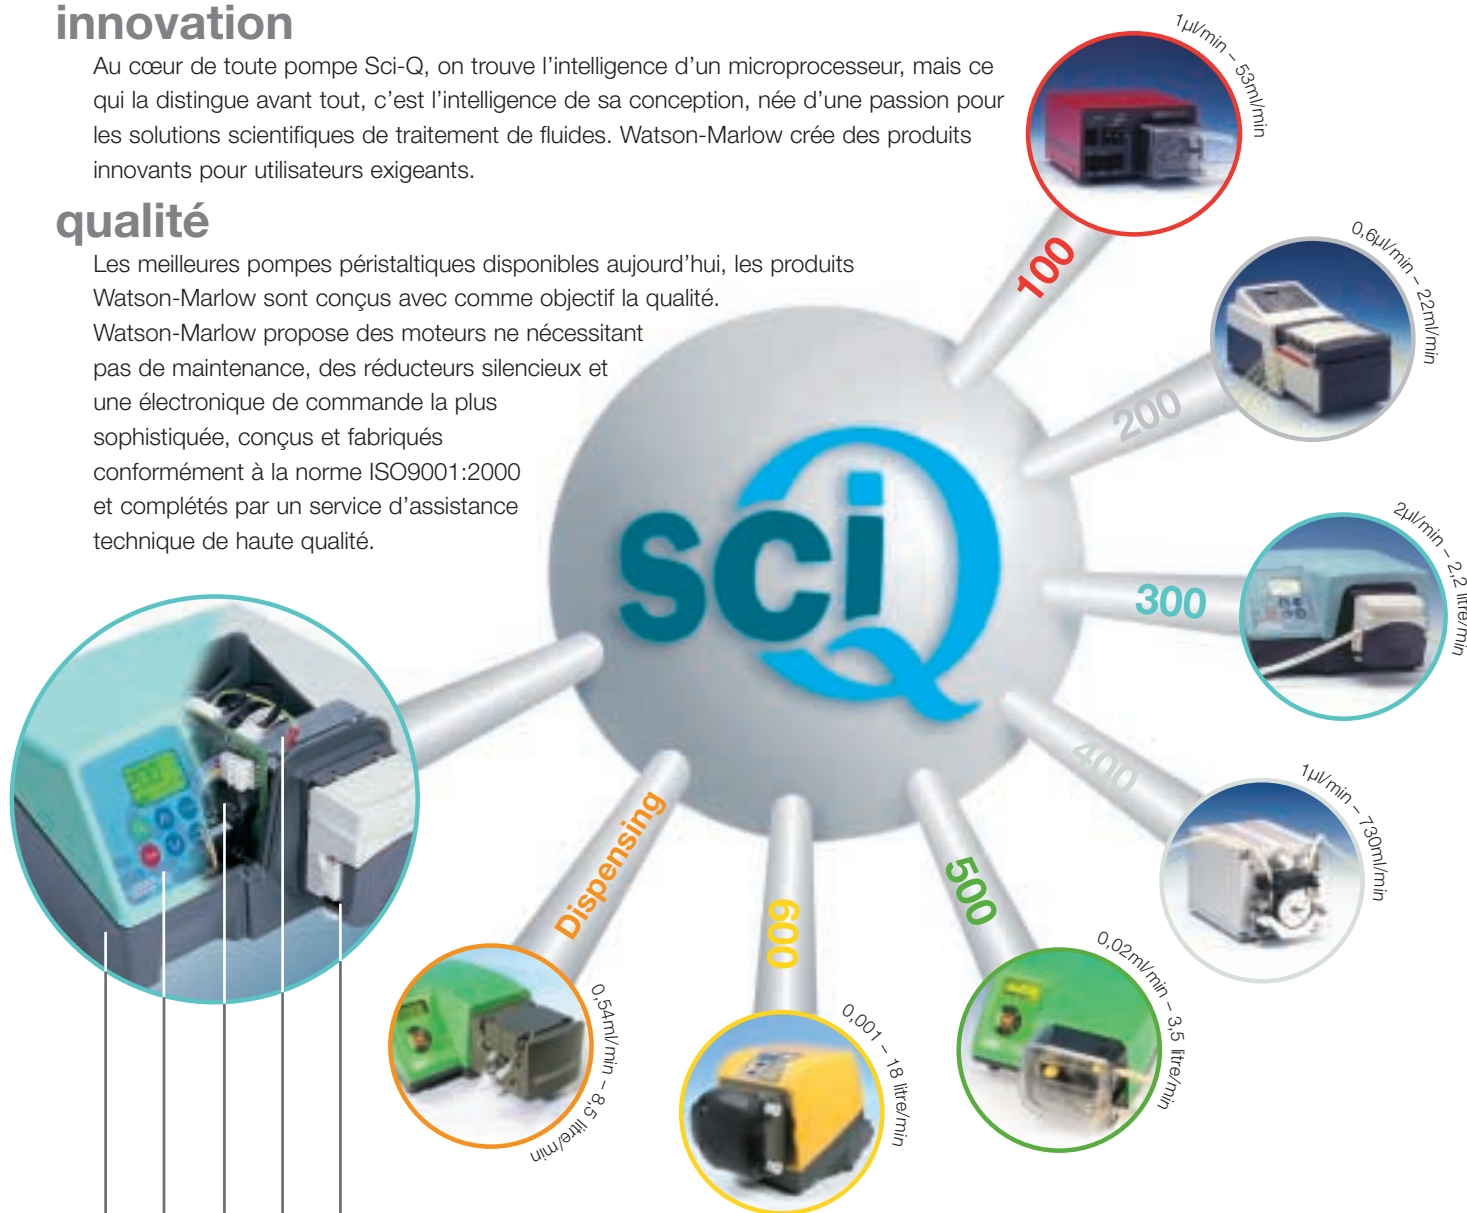 innovation
Au cœur de toute pompe Sci-Q, on trouve l’intelligence d’un microprocesseur, mais ce
qui la distingue avant tout, c’est l’intelligence de sa conception, née d’une passion pour
les solutions scientifiques de traitement de fluides. Watson-Marlow crée des produits
innovants pour utilisateurs exigeants.
qualité
Les meilleures pompes péristaltiques disponibles aujourd’hui, les produits
Watson-Marlow sont conçus avec comme objectif la qualité.
Watson-Marlow propose des moteurs ne nécessitant
pas de maintenance, des réducteurs silencieux et
une électronique de commande la plus
sophistiquée, conçus et fabriqués
conformément à la norme ISO9001:2000
et complétés par un service d’assistance
technique de haute qualité.
sciQ
100
1µl/min – 53ml/min
200
0,6µl/min – 22ml/min
300
2µl/min – 2,2 litre/min
400
1µl/min – 730ml/min
500
0,02ml/min – 3,5 litre/min
600
0,001 – 18 litre/min
Dispensing
0,54ml/min – 8,5 litre/min